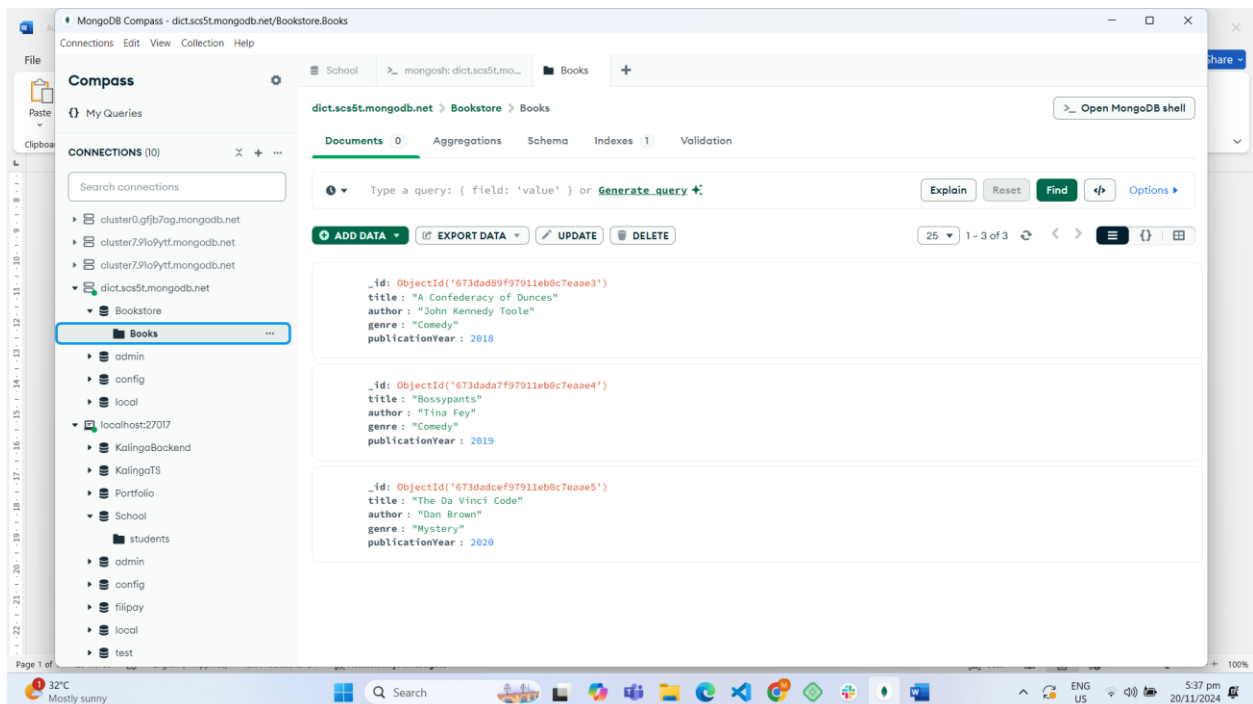 MongoDB Compass - dict.scs5t.mongodb.net/Bookstore.Books
Connections Edit View Collection Help
File
Share
Paste
Compass
School
>_ mongosh: dict.scs5t.mo...
Books
{} My Queries
dict.scs5t.mongodb.net > Bookstore > Books
>_ Open MongoDB shell
Documents 0 Aggregations Schema Indexes 1 Validation
CONNECTIONS (10)
Search connections
Type a query: { field: 'value' } or Generate query
Explain Reset Find </> Options
ADD DATA EXPORT DATA UPDATE DELETE
25 1 - 3 of 3
cluster0.gfjb7ag.mongodb.net
cluster7.91o9ytf.mongodb.net
cluster7.91o9ytf.mongodb.net
dict.scs5t.mongodb.net
Bookstore
Books
admin
config
local
localhost:27017
KalingaBackend
KalingaTS
Portfolio
School
students
admin
config
filipay
local
test
_id: ObjectId('673dad89f97911eb0c7eaae3')
title : "A Confederacy of Dunces"
author : "John Kennedy Toole"
genre : "Comedy"
publicationYear : 2018
_id: ObjectId('673dada7f97911eb0c7eaae4')
title : "Bossypants"
author : "Tina Fey"
genre : "Comedy"
publicationYear : 2019
_id: ObjectId('673dadcef97911eb0c7eaae5')
title : "The Da Vinci Code"
author : "Dan Brown"
genre : "Mystery"
publicationYear : 2020
Page 1 of
100%
32°C
Mostly sunny
Search
ENG
US
5:37 pm
20/11/2024